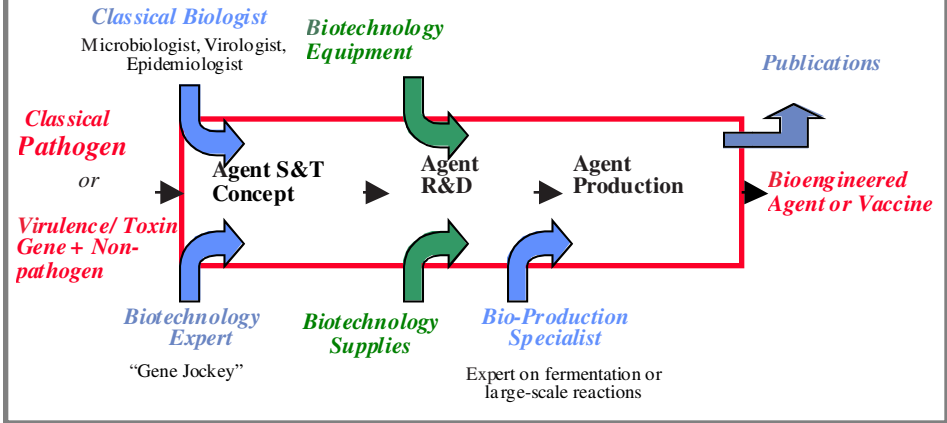 Classical Biologist
Microbiologist, Virologist,
Epidemiologist
Biotechnology
Equipment
Publications
Classical
Pathogen
or
Virulence/ Toxin
Gene + Non-
pathogen
Agent S&T
Concept
Agent
R&D
Agent
Production
Bioengineered
Agent or Vaccine
Biotechnology
Expert
“Gene Jockey”
Biotechnology
Supplies
Bio-Production
Specialist
Expert on fermentation or
large-scale reactions